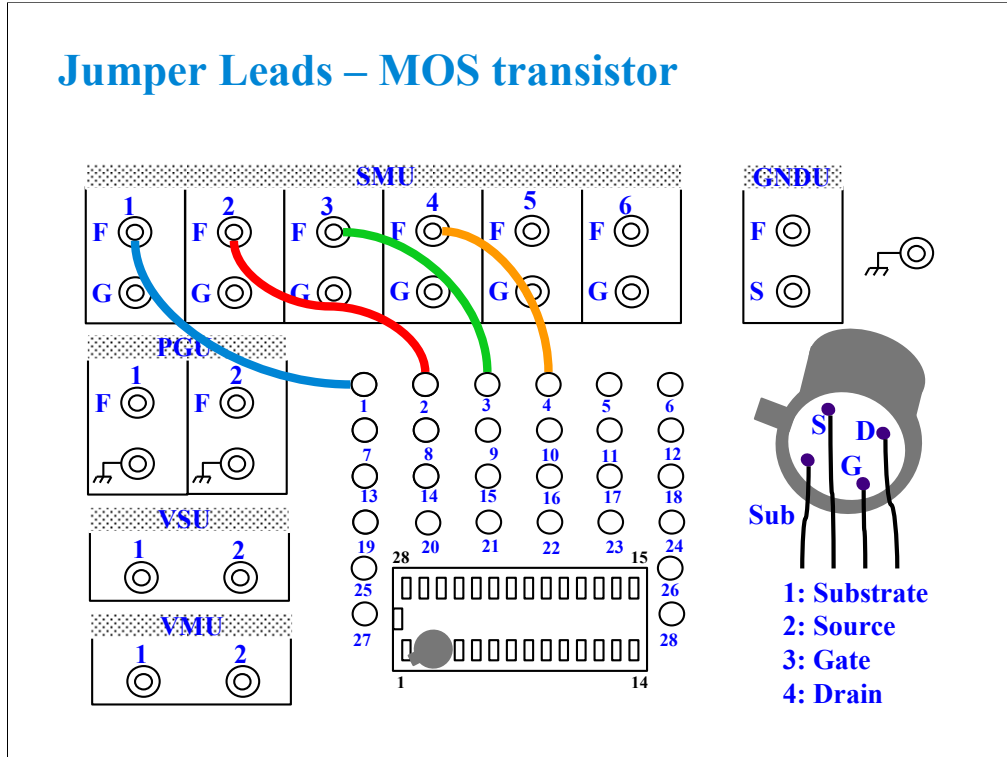 Jumper Leads – MOS transistor
SMU
GNDU
1 2 3 4 5 6
F F F F F F
F
G G G G G G
S
PGU
1 2
F F
1 2 3 4 5 6
7 8 9 10 11 12
13 14 15 16 17 18
19 20 21 22 23 24
25 26
27 28
28 15
1 14
VSU
1 2
VMU
1 2
S D
G
Sub
1: Substrate
2: Source
3: Gate
4: Drain